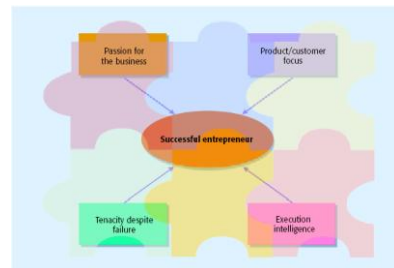 Passion for
the business
Product/customer
focus
Successful entrepreneur
Tenacity despite
failure
Execution
intelligence